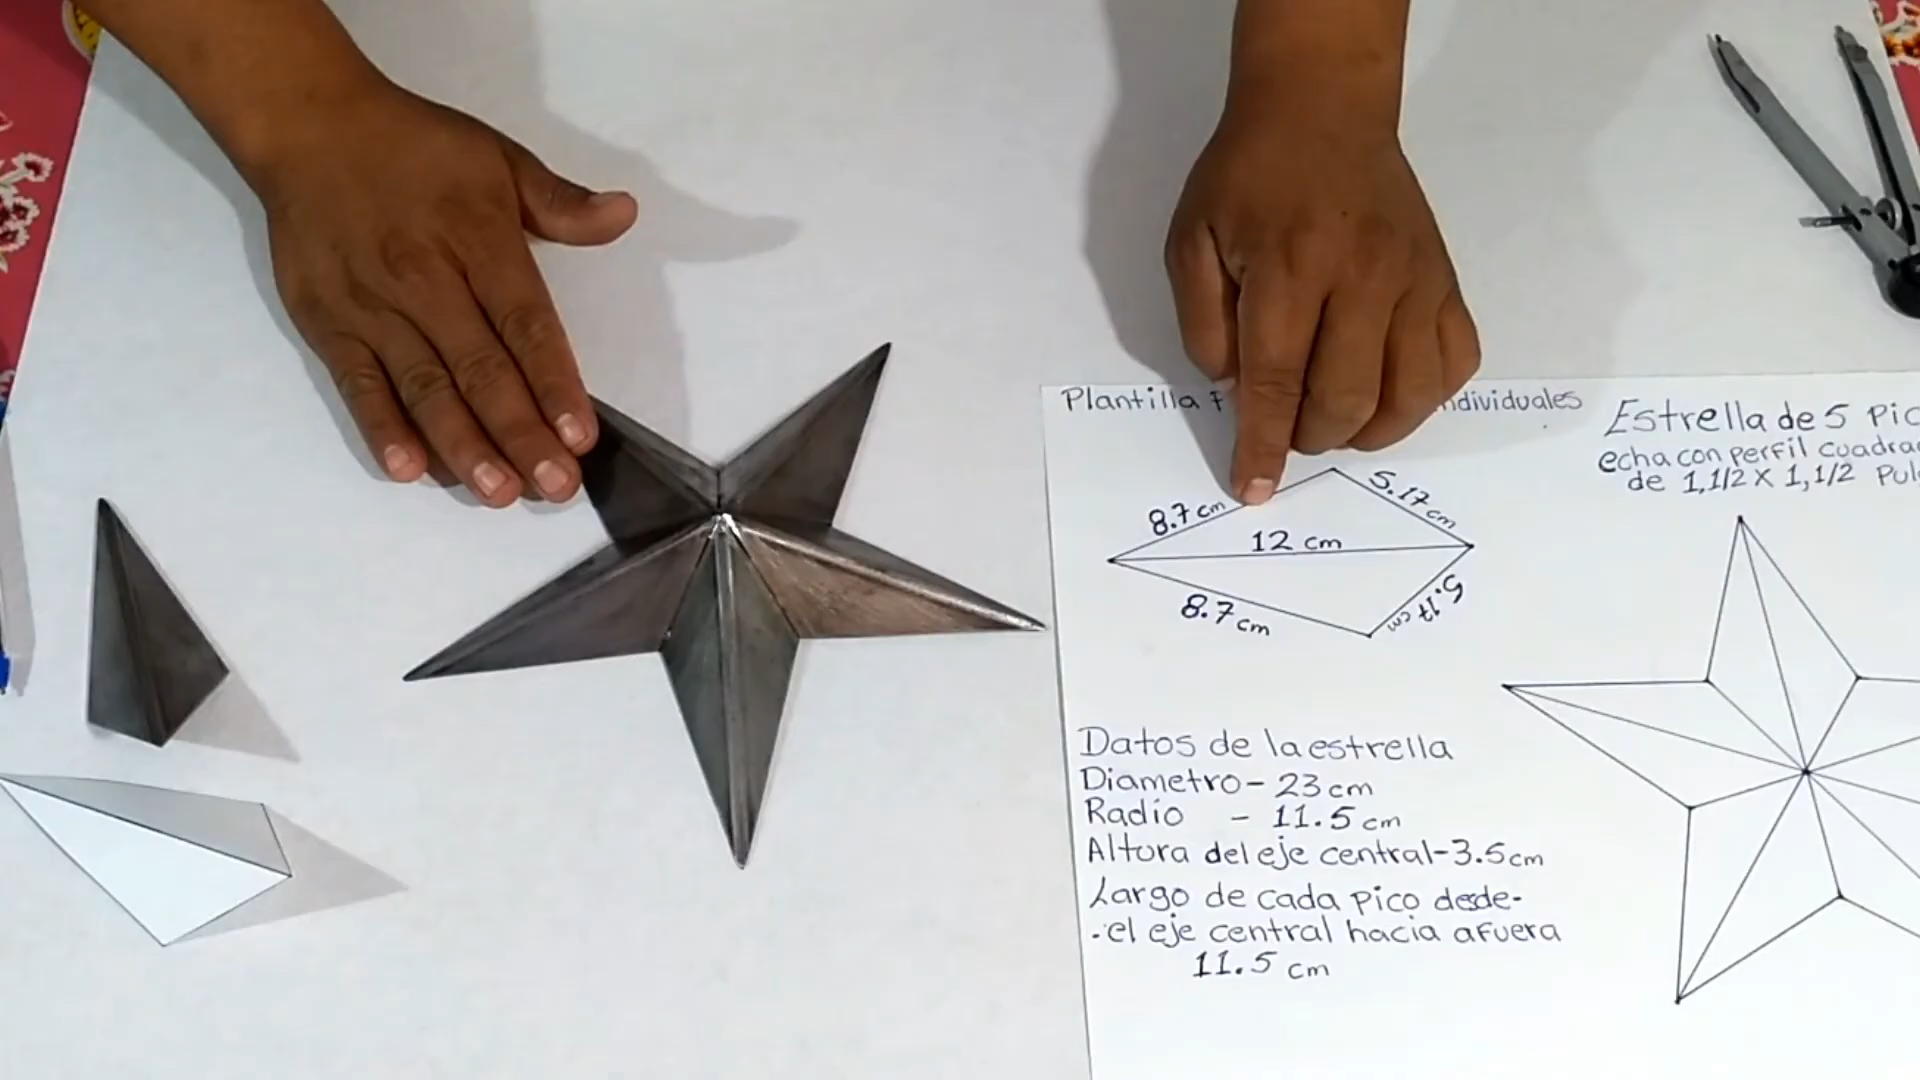 Plantilla
individuales
8.7 cm
5.17 cm
12 cm
8.7 cm
5.17 cm
Estrella de 5
echa con perfil
de 1,1/2 X 1,1/2
Datos de la estrella
Diametro - 23 cm
Radio - 11.5 cm
Altura del eje central - 3.5 cm
Largo de cada pico desde-
-el eje central hacia afuera
11.5 cm